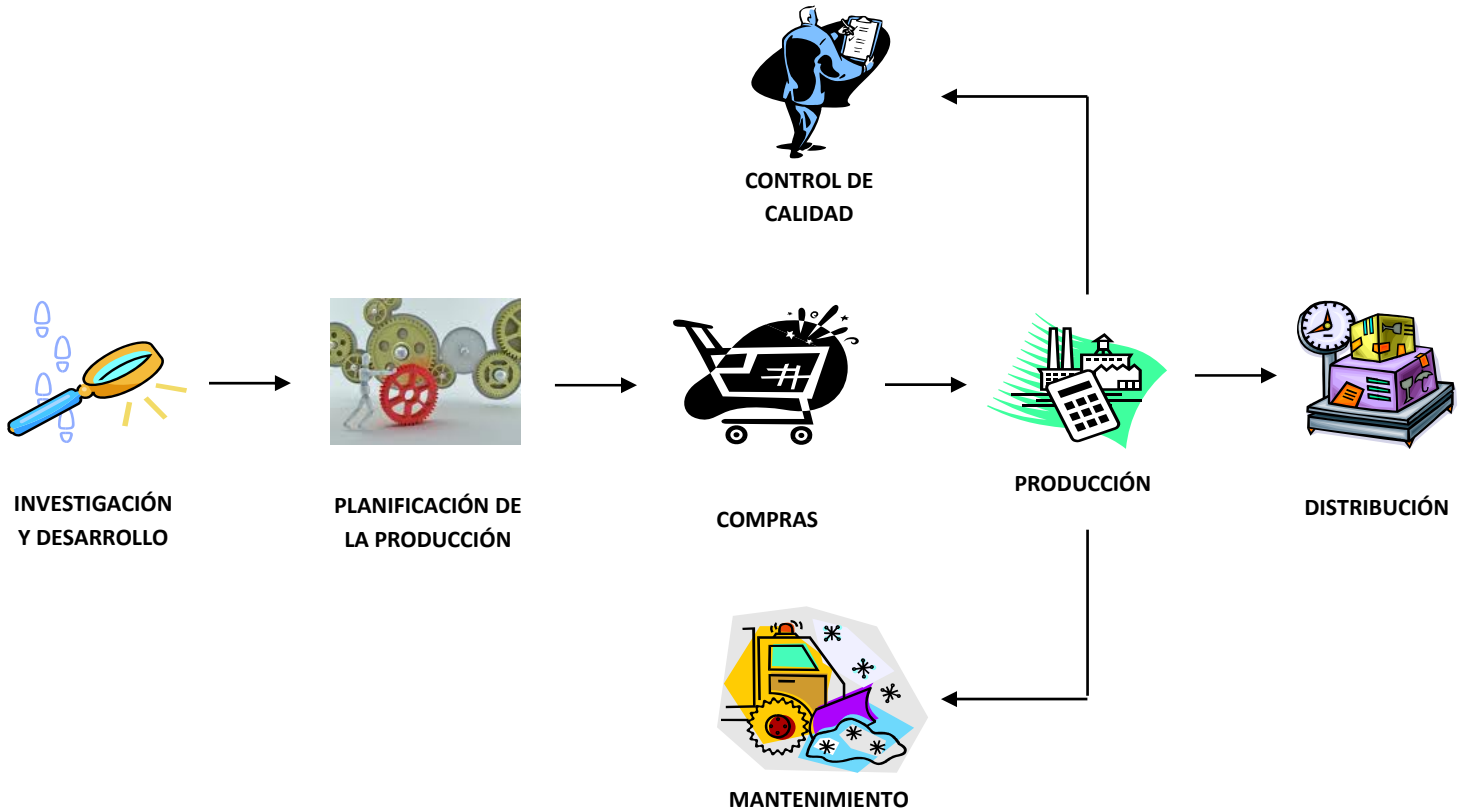 CONTROL DE
CALIDAD
INVESTIGACIÓN
Y DESARROLLO
PLANIFICACIÓN DE
LA PRODUCCIÓN
COMPRAS
PRODUCCIÓN
DISTRIBUCIÓN
MANTENIMIENTO